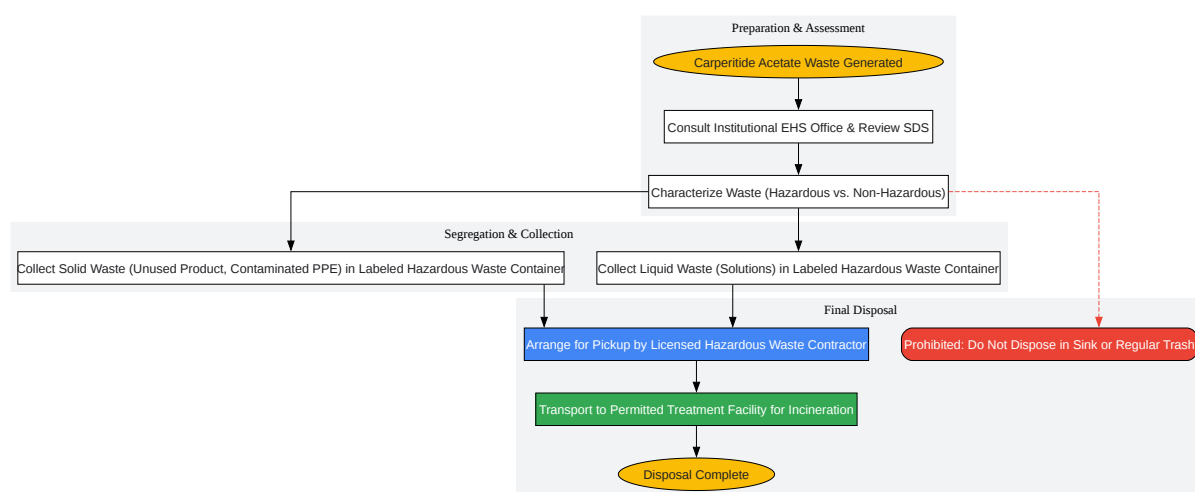 Preparation & Assessment
Carperitide Acetate Waste Generated
Consult Institutional EHS Office & Review SDS
Characterize Waste (Hazardous vs. Non-Hazardous)
Segregation & Collection
Collect Solid Waste (Unused Product, Contaminated PPE) in Labeled Hazardous Waste Container
Collect Liquid Waste (Solutions) in Labeled Hazardous Waste Container
Final Disposal
Arrange for Pickup by Licensed Hazardous Waste Contractor
Prohibited: Do Not Dispose in Sink or Regular Trash
Transport to Permitted Treatment Facility for Incineration
Disposal Complete